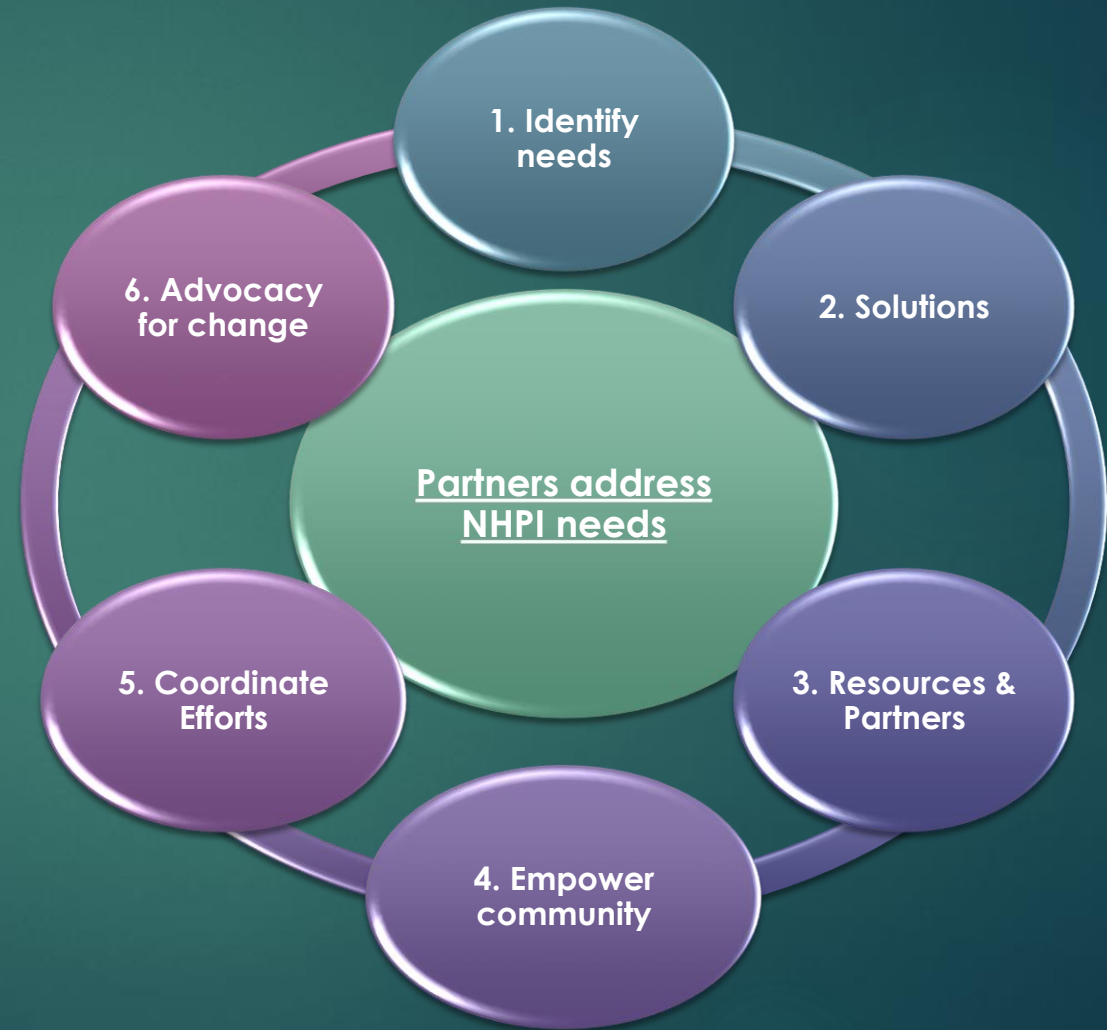 1. Identify
needs
2. Solutions
3. Resources &
Partners
4. Empower
community
5. Coordinate
Efforts
6. Advocacy
for change
Partners address
NHPI needs